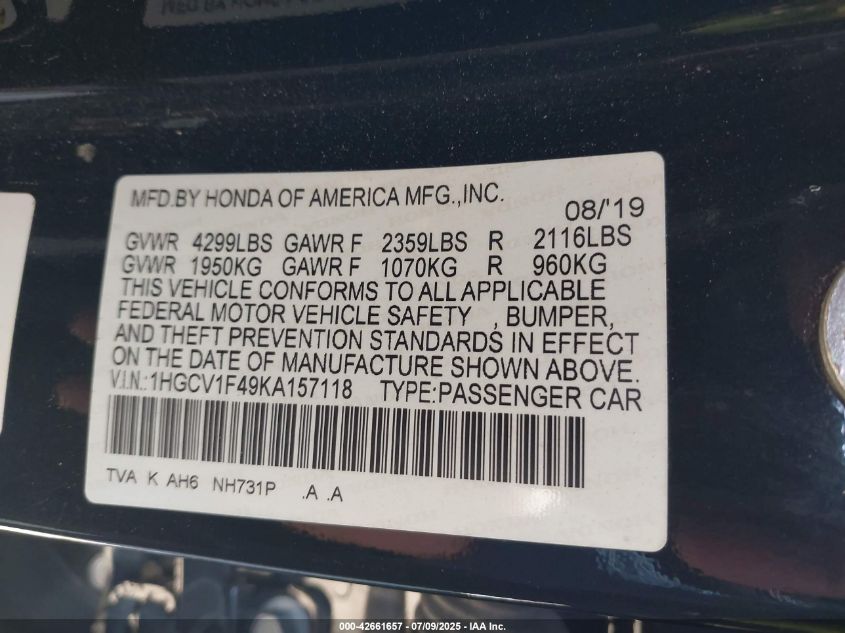 MFD.BY HONDA OF AMERICA MFG.,INC.
08/'19
GVWR 4299LBS GAWR F 2359LBS R 2116LBS
GVWR 1950KG GAWR F 1070KG R 960KG
THIS VEHICLE CONFORMS TO ALL APPLICABLE
FEDERAL MOTOR VEHICLE SAFETY , BUMPER,
AND THEFT PREVENTION STANDARDS IN EFFECT
ON THE DATE OF MANUFACTURE SHOWN ABOVE.
V.I.N.:1HGCV1F49KA157118 TYPE:PASSENGER CAR
TVA K AH6 NH731P .A .A
000-42661657 - 07/09/2025 - IAA Inc.